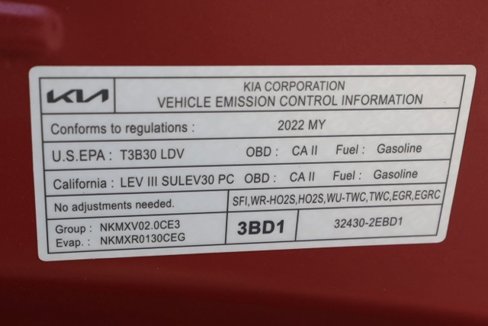 KIA KIA CORPORATION
VEHICLE EMISSION CONTROL INFORMATION
Conforms to regulations : 2022 MY
U.S.EPA : T3B30 LDV OBD : CA II Fuel : Gasoline
California : LEV III SULEV30 PC OBD : CA II Fuel : Gasoline
No adjustments needed. SFI,WR-HO2S,HO2S,WU-TWC,TWC,EGR,EGRC
Group : NKMXV02.0CE3
Evap. : NKMXR0130CEG
3BD1 32430-2EBD1